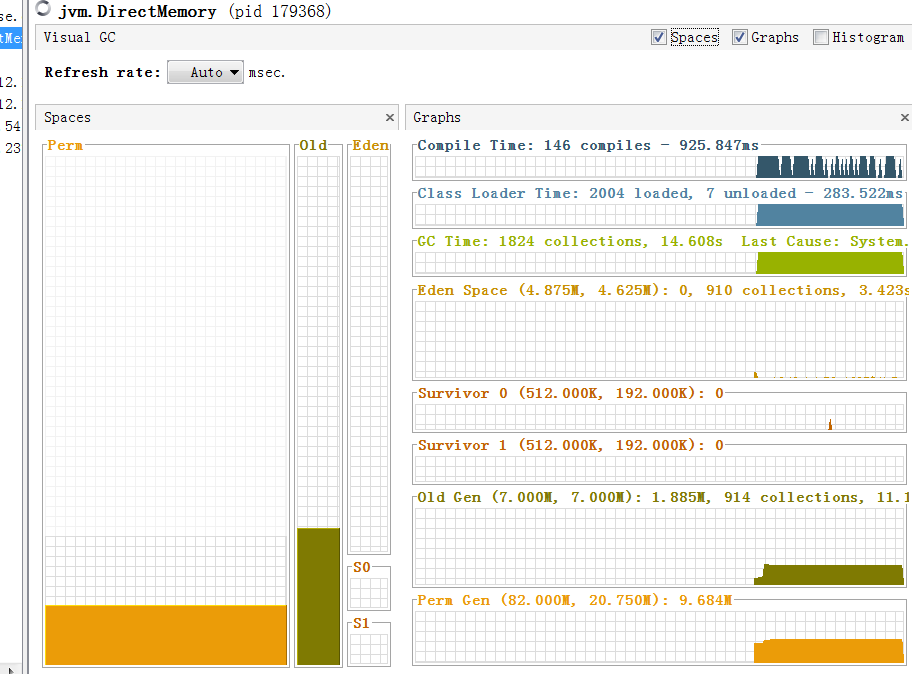 se.
jvm.DirectMemory (pid 179368)
Visual GC
Spaces
Graphs
Histogram
Refresh rate:
Auto
msec.
12.
12.
54
23
Spaces
Graphs
Perm
Old
Eden
S0
S1
Compile Time: 146 compiles - 925.847ms
Class Loader Time: 2004 loaded, 7 unloaded - 283.522ms
GC Time: 1824 collections, 14.608s Last Cause: System.
Eden Space (4.875M, 4.625M): 0, 910 collections, 3.423s
Survivor 0 (512.000K, 192.000K): 0
Survivor 1 (512.000K, 192.000K): 0
Old Gen (7.000M, 7.000M): 1.885M, 914 collections, 11.1
Perm Gen (82.000M, 20.750M): 9.684M